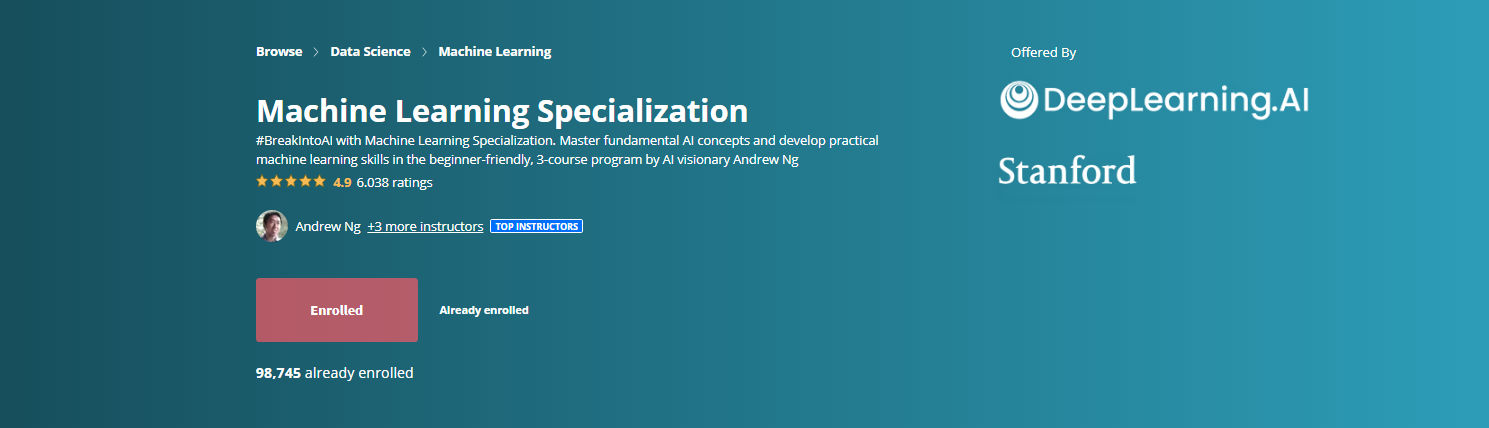 Browse > Data Science > Machine Learning
Offered By
DeepLearning.AI
Stanford
Machine Learning Specialization
#BreakIntoAI with Machine Learning Specialization. Master fundamental AI concepts and develop practical
machine learning skills in the beginner-friendly, 3-course program by AI visionary Andrew Ng
4.9 6.038 ratings
Andrew Ng +3 more instructors TOP INSTRUCTORS
Enrolled
Already enrolled
98,745 already enrolled